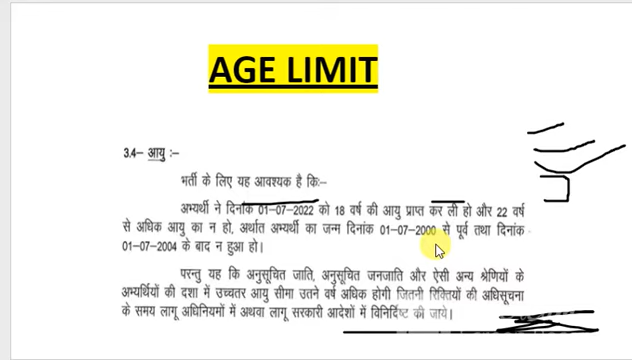 AGE LIMIT
3.4– आयु :–
भर्ती के लिए यह आवश्यक है कि:–
अभ्यर्थी ने दिनांक 01-07-2022 को 18 वर्ष की आयु प्राप्त कर ली हो और 22 वर्ष
से अधिक आयु का न हो, अर्थात अभ्यर्थी का जन्म दिनांक 01-07-2000 से पूर्व तथा दिनांक
01-07-2004 के बाद न हुआ हो।
परन्तु यह कि अनुसूचित जाति, अनुसूचित जनजाति और ऐसी अन्य श्रेणियों के
अभ्यर्थियों की दशा में उच्चतर आयु सीमा उतने वर्ष अधिक होगी जितनी रिक्तियों की अधिसूचना
के समय लागू अधिनियमों में अथवा लागू सरकारी आदेशों में विनिर्दिष्ट की जाये।